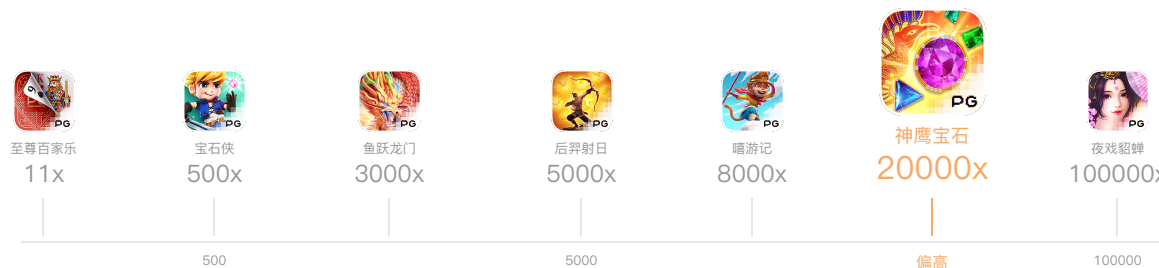 PG
PG
PG
PG
PG
PG
PG
至尊百家乐
宝石侠
鱼跃龙门
后羿射日
嘻游记
神鹰宝石
夜戏貂蝉
11x
500x
3000x
5000x
8000x
20000x
100000x
500
5000
偏高
100000